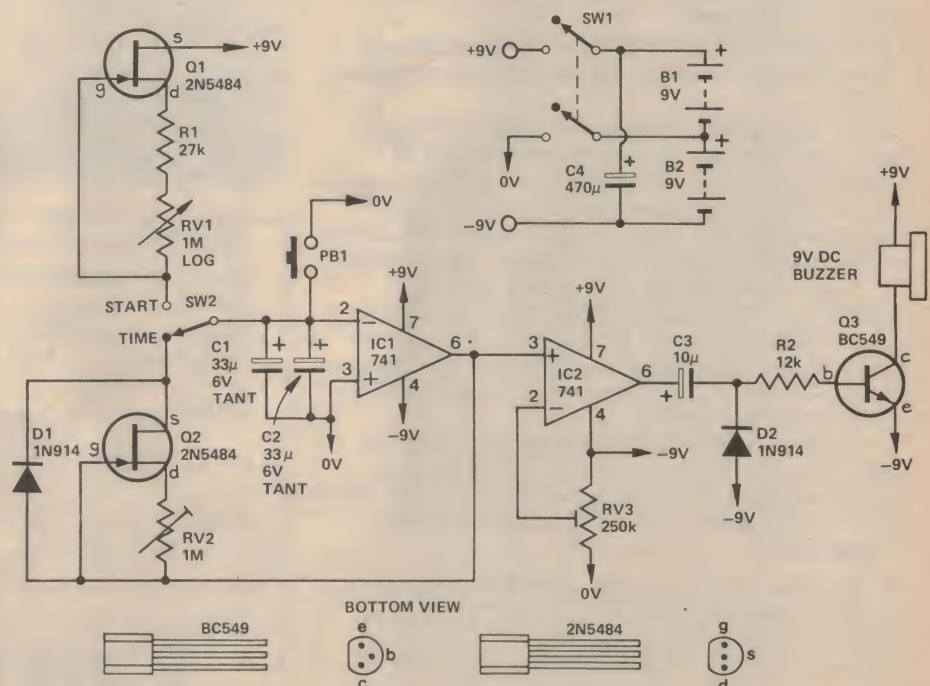 s
+9V
Q1
2N5484
g
d
R1
27k
RV1
1M
LOG
START
SW2
TIME
0V
PB1
+9V
2
7
IC1
741
6
3
4
-9V
C1
33μ
6V
TANT
C2
33μ
6V
TANT
0V
s
D1
1N914
g
Q2
2N5484
d
RV2
1M
SW1
+9V
+
B1
9V
0V
C4
470μ
+
+
B2
9V
-9V
+9V
3
7
IC2
741
6
2
4
-9V
RV3
250k
0V
C3
10μ
+
R2
12k
D2
1N914
-9V
+9V
9V DC
BUZZER
Q3
BC549
b
c
e
-9V
BOTTOM VIEW
BC549
e
b
c
2N5484
g
s
d